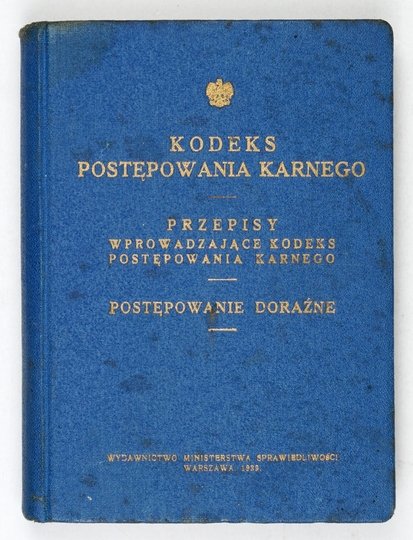 KODEKS
POSTĘPOWANIA KARNEGO
PRZEPISY
WPROWADZAJĄCE KODEKS
POSTĘPOWANIA KARNEGO
POSTĘPOWANIE DORAŹNE
WYDAWNICTWO MINISTERSTWA SPRAWIEDLIWOŚCI
WARSZAWA